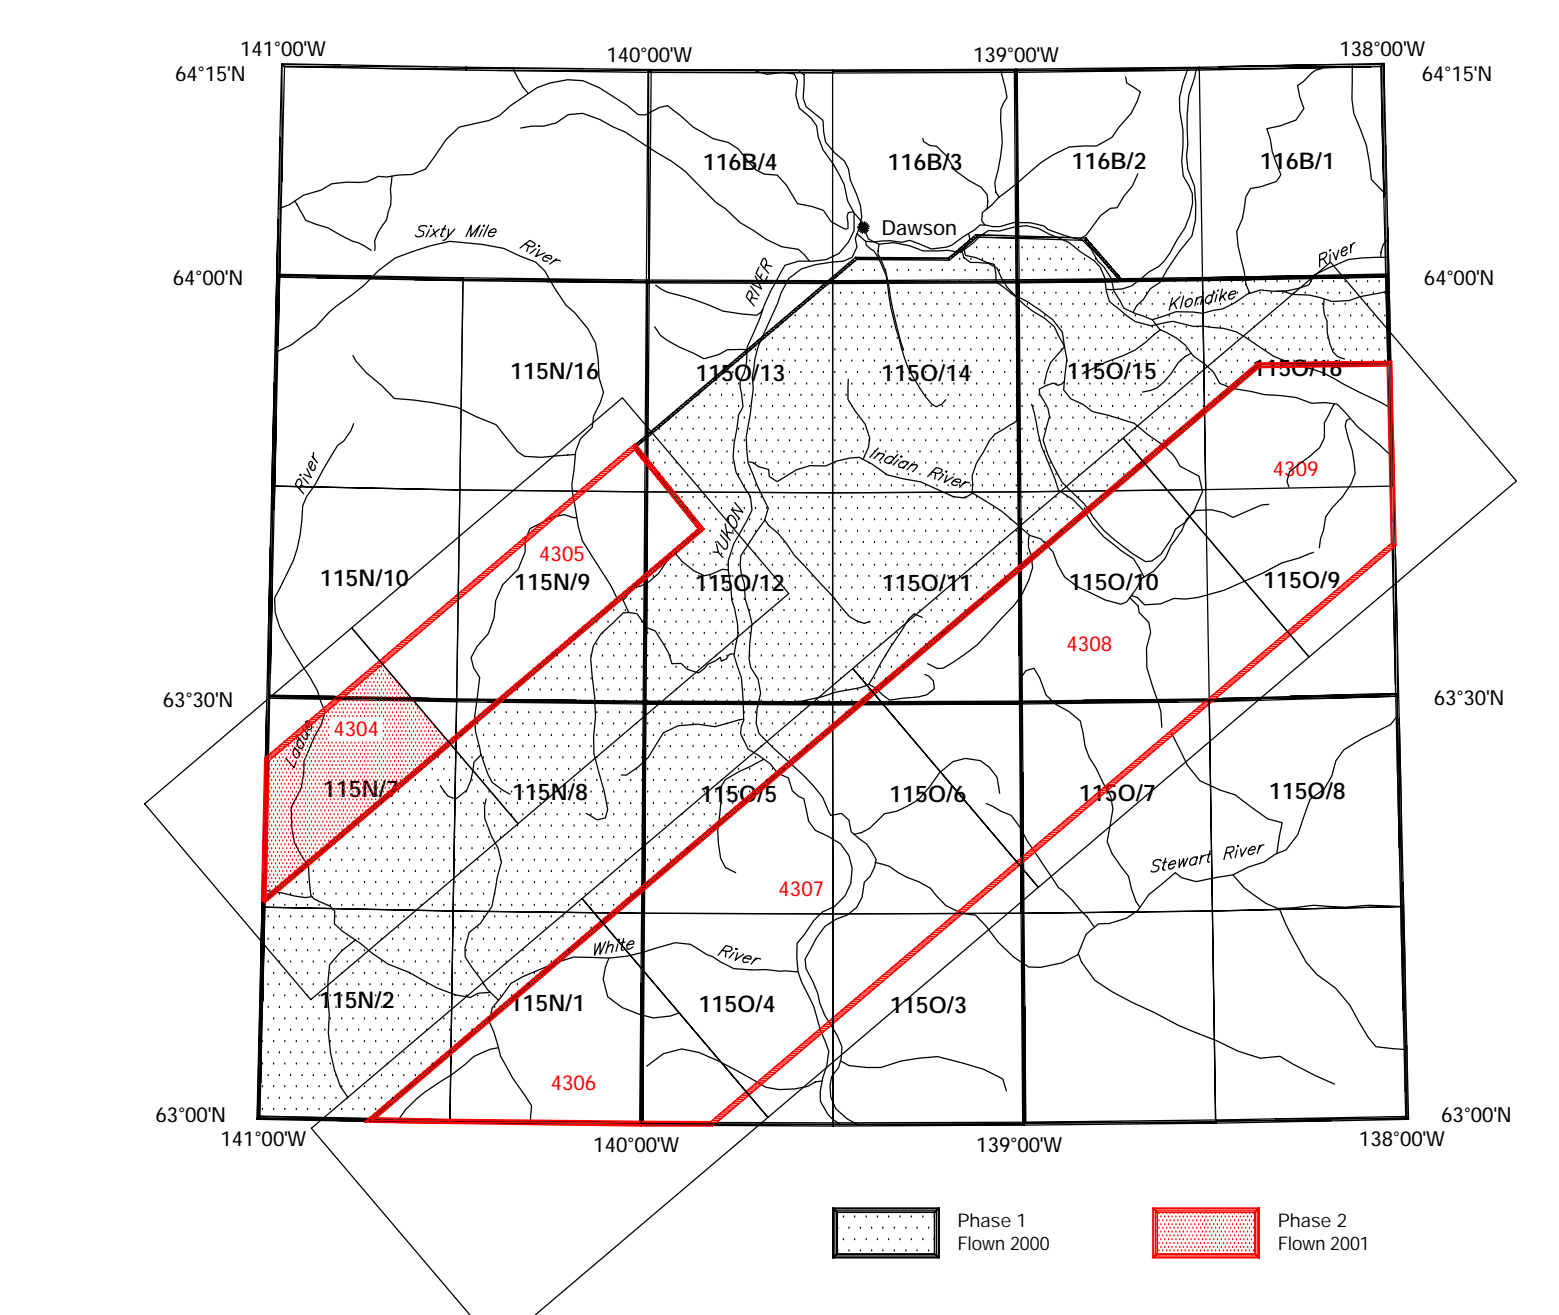 141°00'W
140°00'W
139°00'W
138°00'W
64°15'N
64°15'N
116B/4
116B/3
116B/2
116B/1
Dawson
Sixty Mile River
RIVER
River
64°00'N
64°00'N
Klondike
115N/16
115O/13
115O/14
115O/15
115O/16
Indian River
River
4309
YUKON
4305
115N/10
115N/9
115O/12
115O/11
115O/10
115O/9
4308
63°30'N
63°30'N
4304
Ladue
115N/7
115N/8
115O/5
115O/6
115O/7
115O/8
Stewart River
4307
White River
115N/2
115N/1
115O/4
115O/3
4306
63°00'N
63°00'N
141°00'W
140°00'W
139°00'W
138°00'W
Phase 1
Flown 2000
Phase 2
Flown 2001